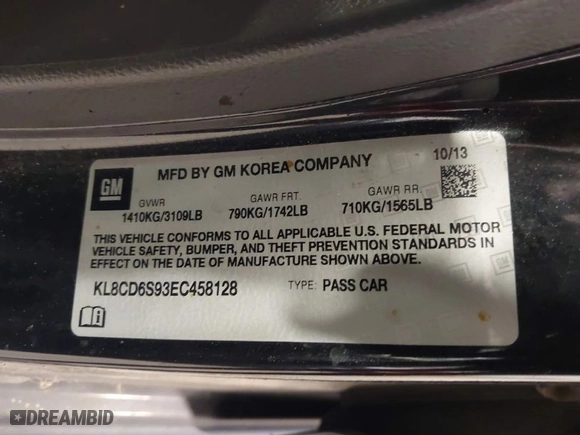 GM
MFD BY GM KOREA COMPANY 10/13
GVWR GAWR FRT. GAWR RR.
1410KG/3109LB 790KG/1742LB 710KG/1565LB
THIS VEHICLE CONFORMS TO ALL APPLICABLE U.S. FEDERAL MOTOR
VEHICLE SAFETY, BUMPER, AND THEFT PREVENTION STANDARDS IN
EFFECT ON THE DATE OF MANUFACTURE SHOWN ABOVE.
KL8CD6S93EC458128 TYPE: PASS CAR
DREAMBID